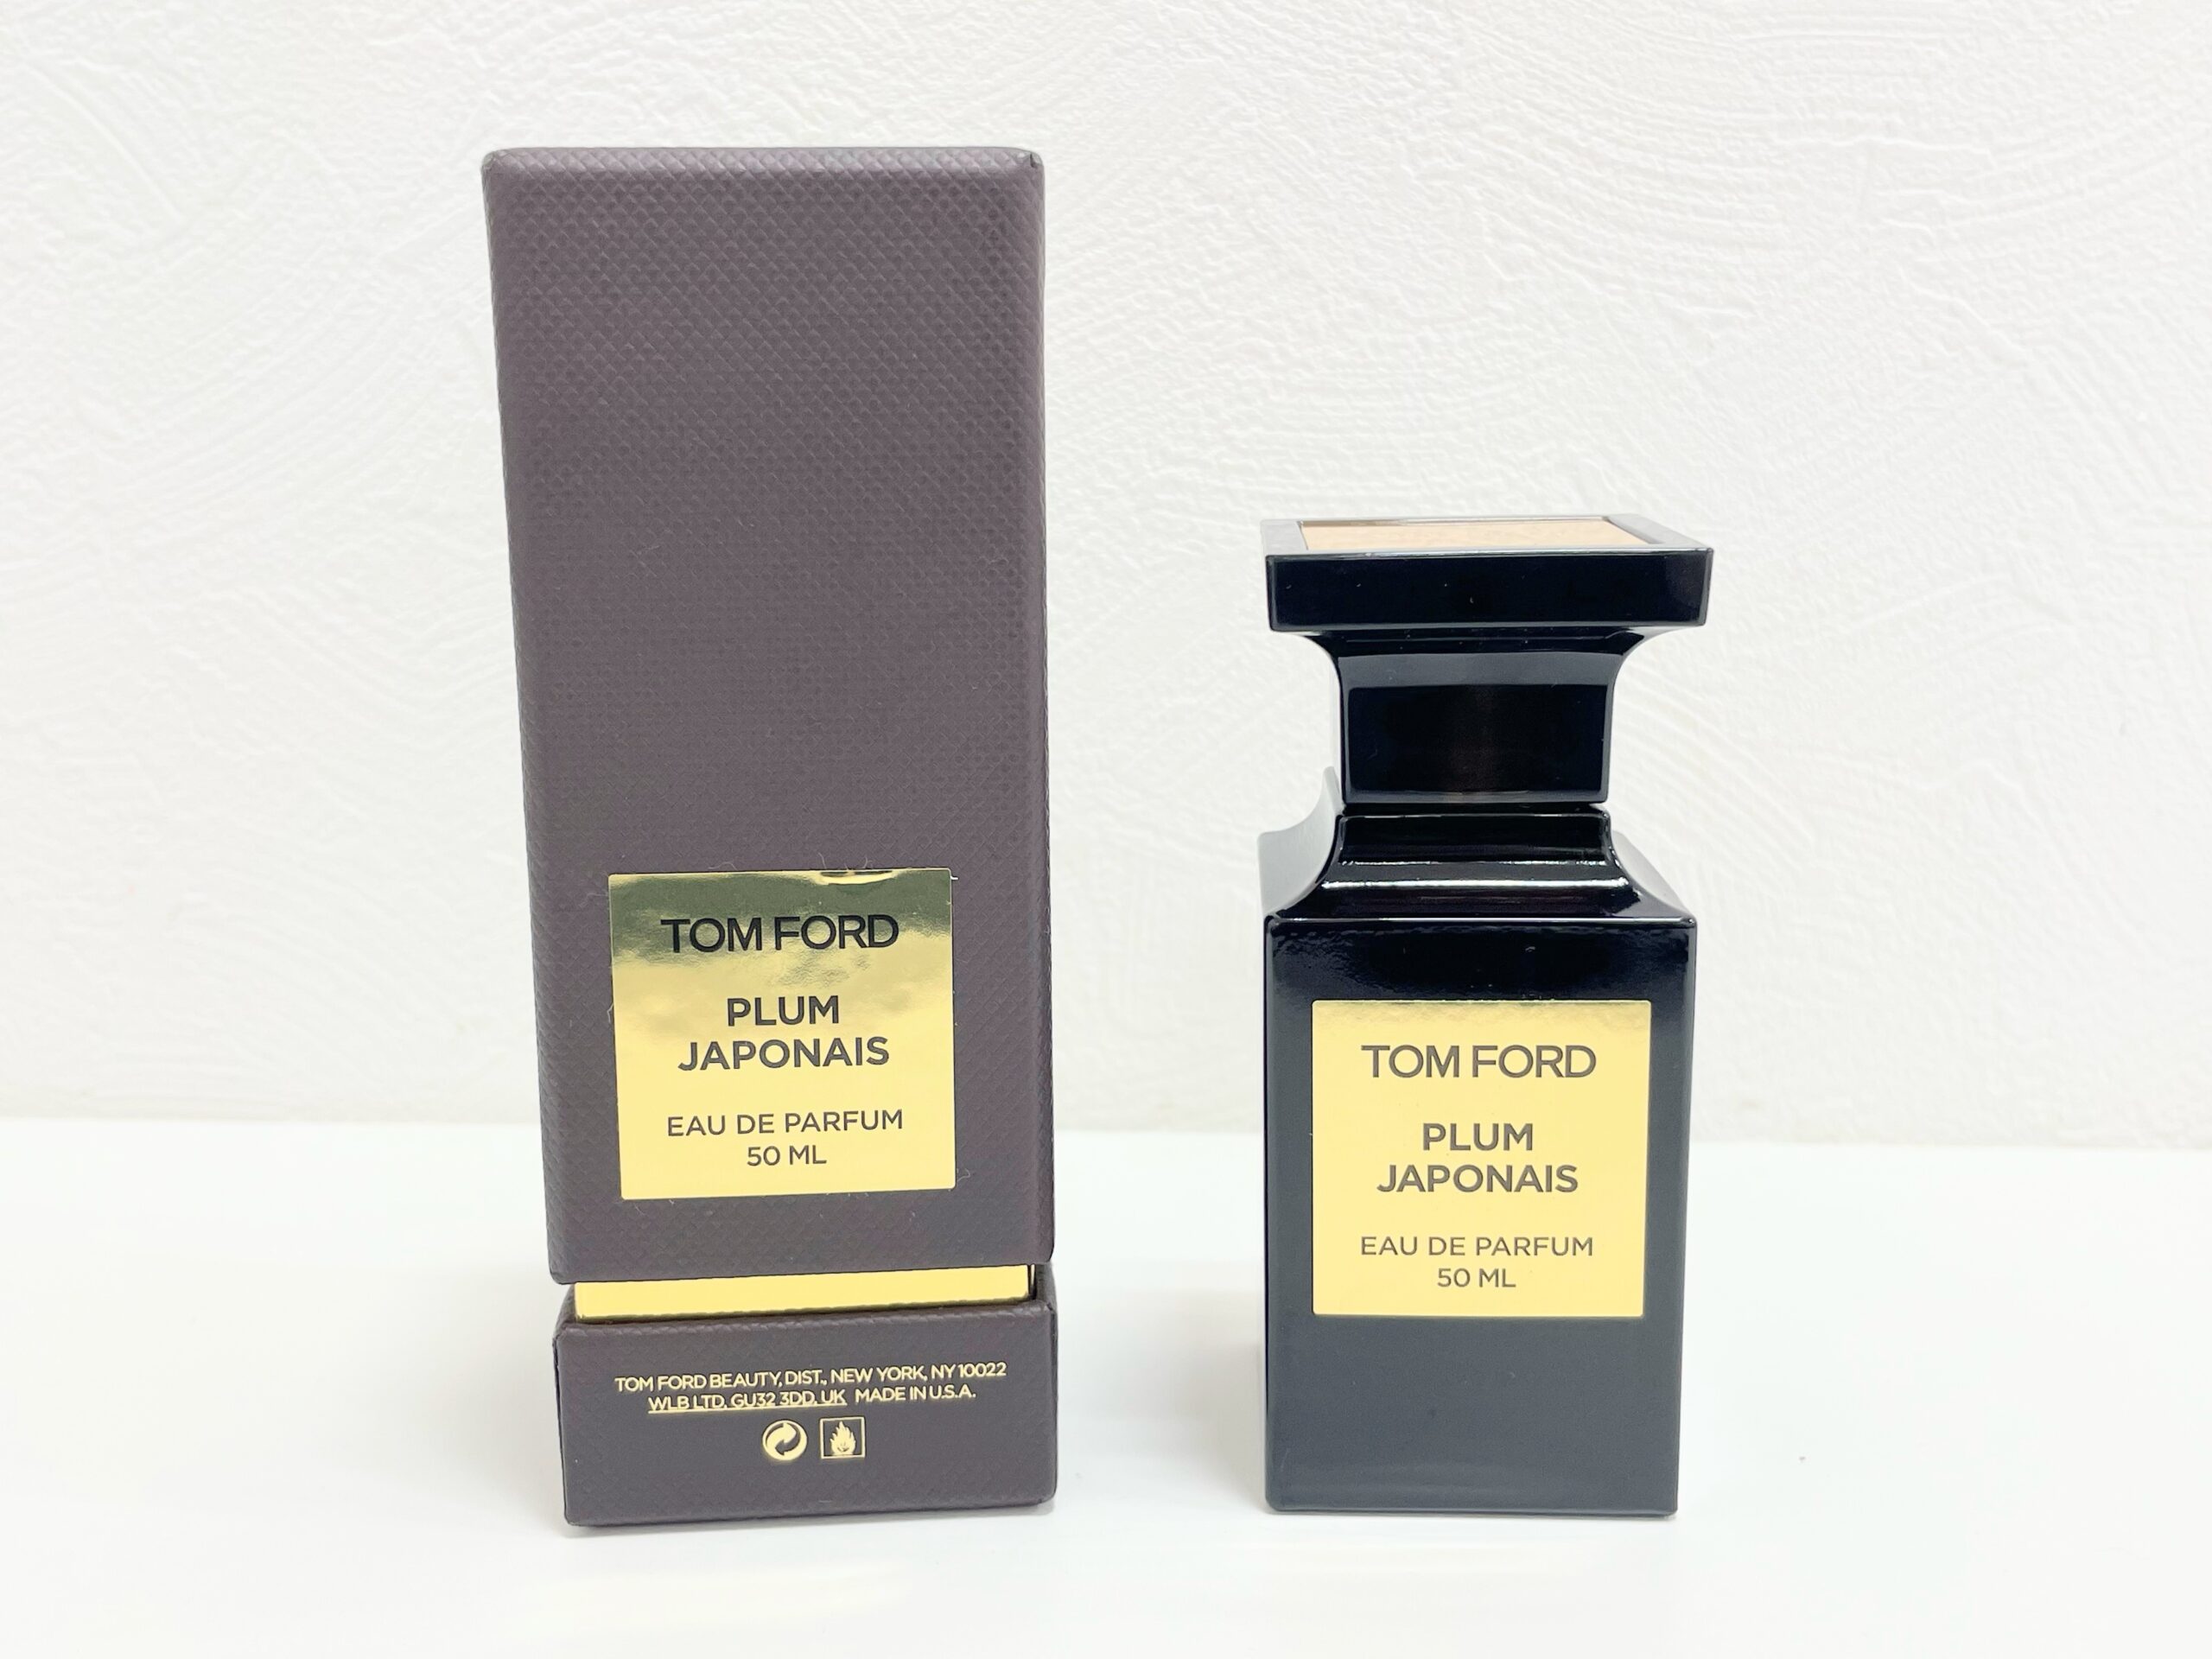 TOM FORD
PLUM
JAPONAIS
EAU DE PARFUM
50 ML
TOM FORD BEAUTY, DIST., NEW YORK, NY 10022
WLB LTD. GU32 3DD. UK MADE IN U.S.A.
TOM FORD
PLUM
JAPONAIS
EAU DE PARFUM
50 ML